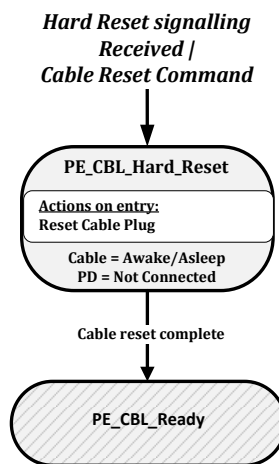 Hard Reset signalling
Received |
Cable Reset Command
PE_CBL_Hard_Reset
Actions on entry:
Reset Cable Plug
Cable = Awake/Asleep
PD = Not Connected
Cable reset complete
PE_CBL_Ready